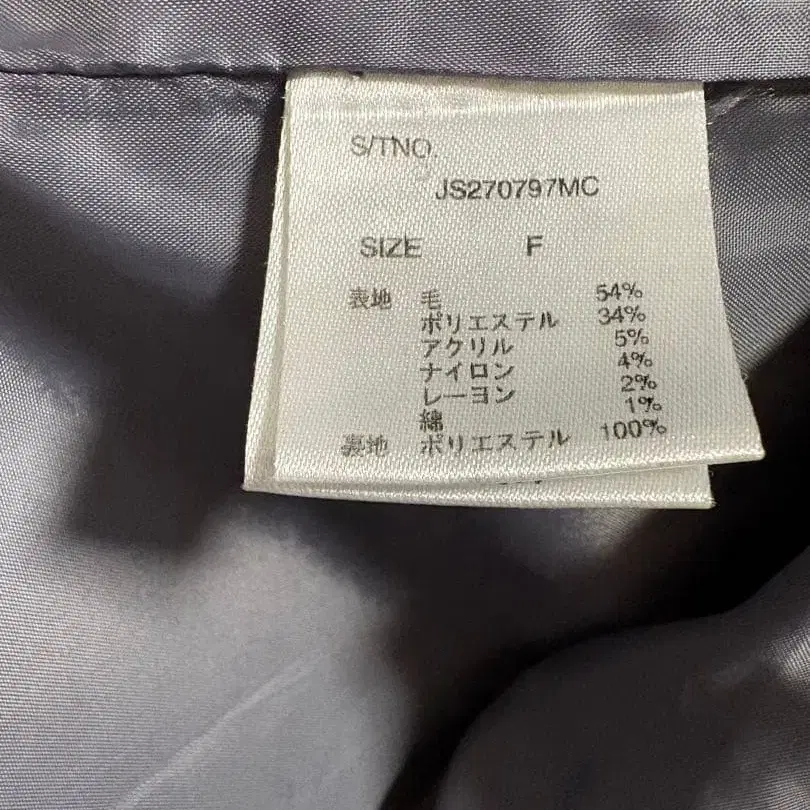 S/TNO.
JS270797MC
SIZE F
表地 毛 54%
ポリエステル 34%
アクリル 5%
ナイロン 4%
レーヨン 2%
綿 1%
裏地 ポリエステル 100%